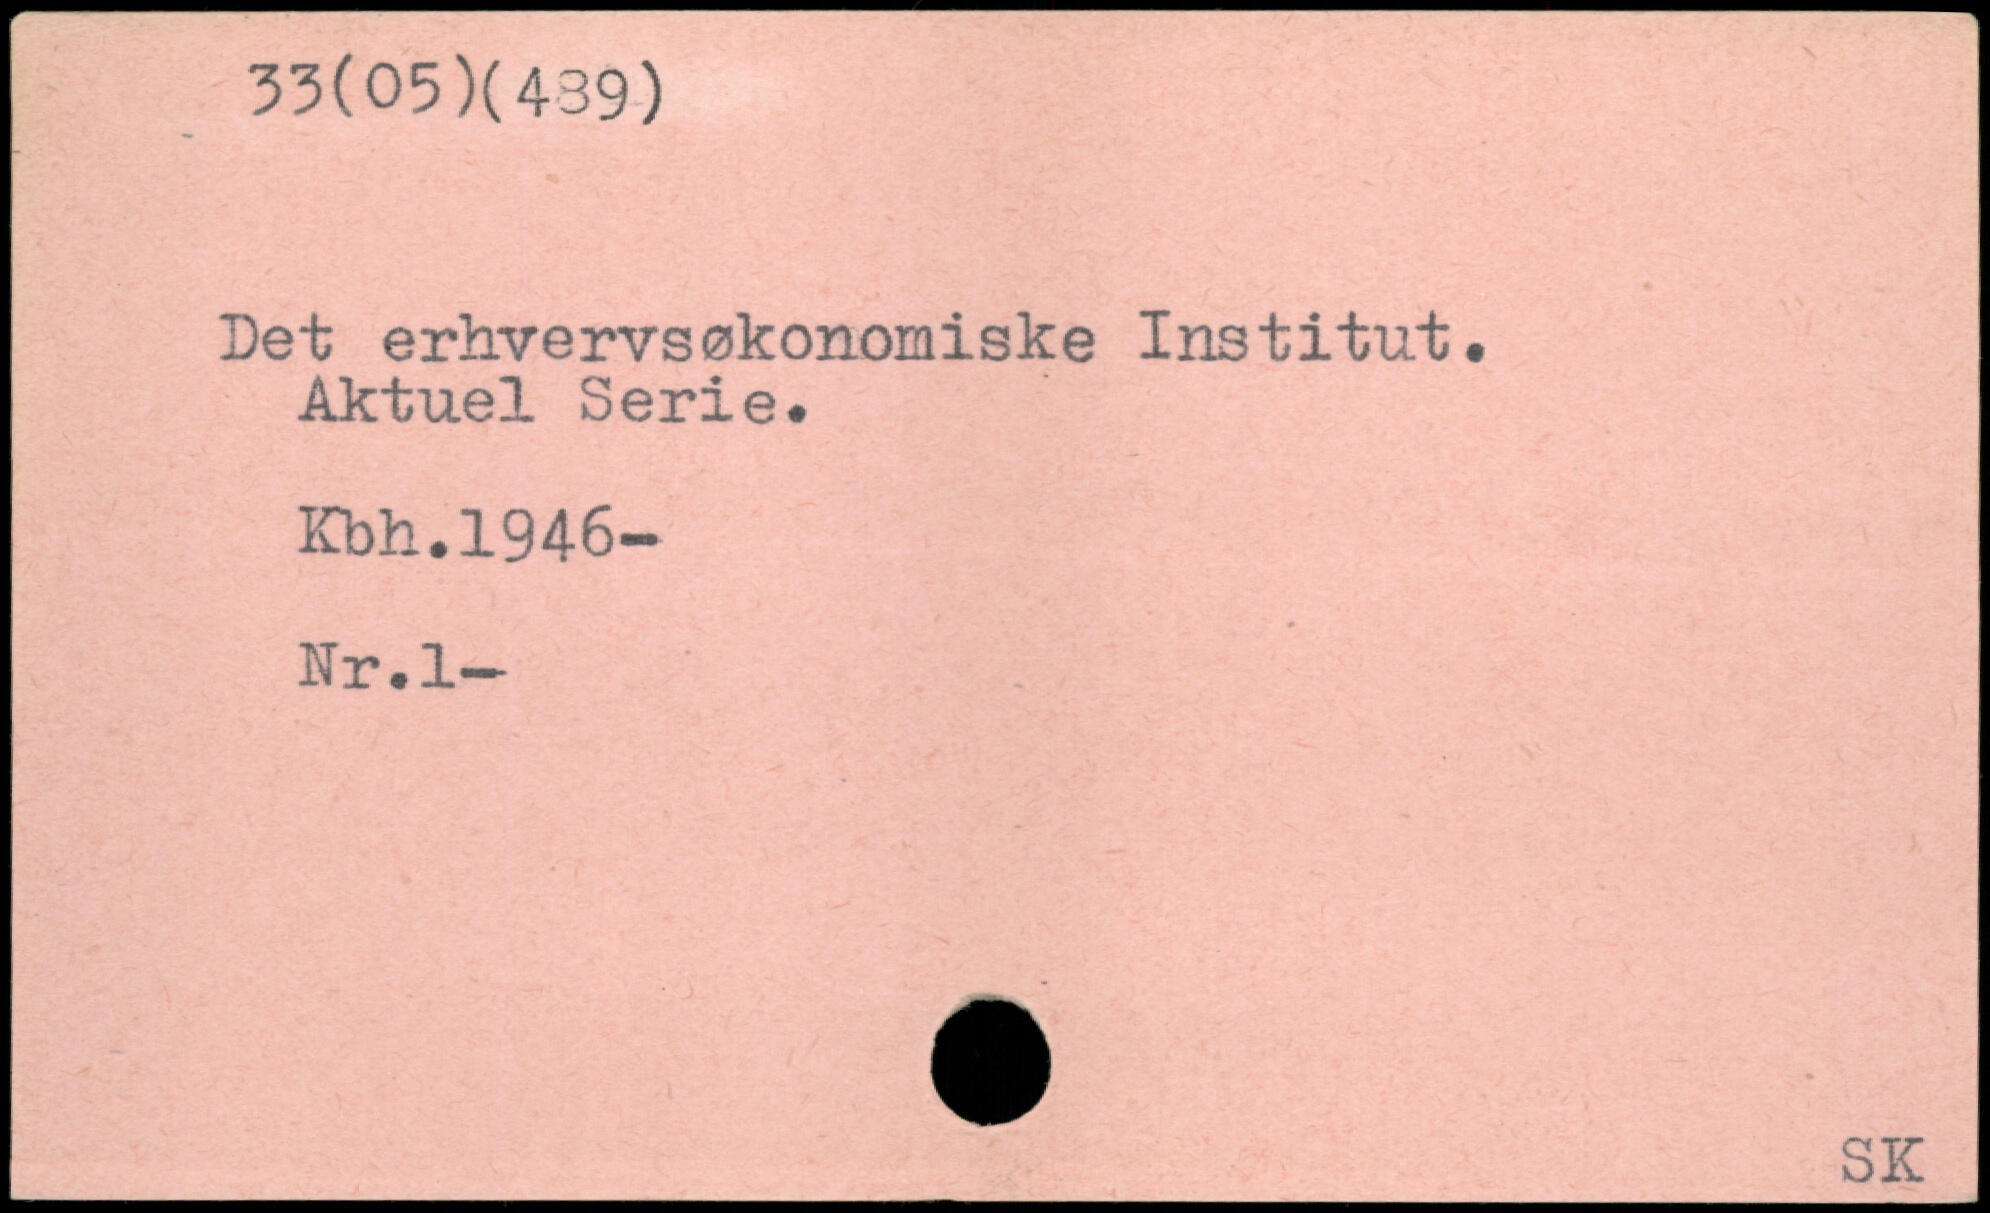 33(05)(489)
Det erhvervsøkonomiske Institut.
Aktuel Serie.
Kbh.1946-
Nr.1-
SK